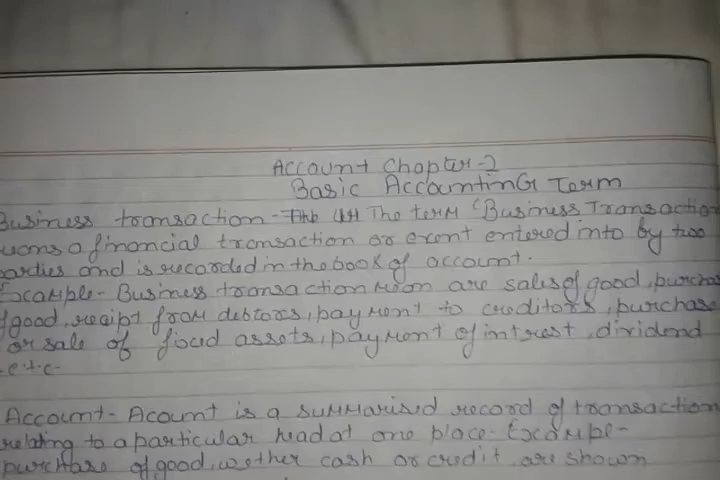 Account Chapter-2
Basic AccountinG Term
Business transaction - The term "Business Transaction
a financial transaction or event entered into by two
parties and is recorded in the book of account.
Example - Business transaction are sales of good, purchas
of good, receipt from debtors, payment to creditors, purchase
or sale of fixed assets, payment of interest, dividend
e.t.c-
Account - Acount is a summarised record of transaction
relating to a particular head at one place. Example-
purchase of good, wether cash or credit are shown